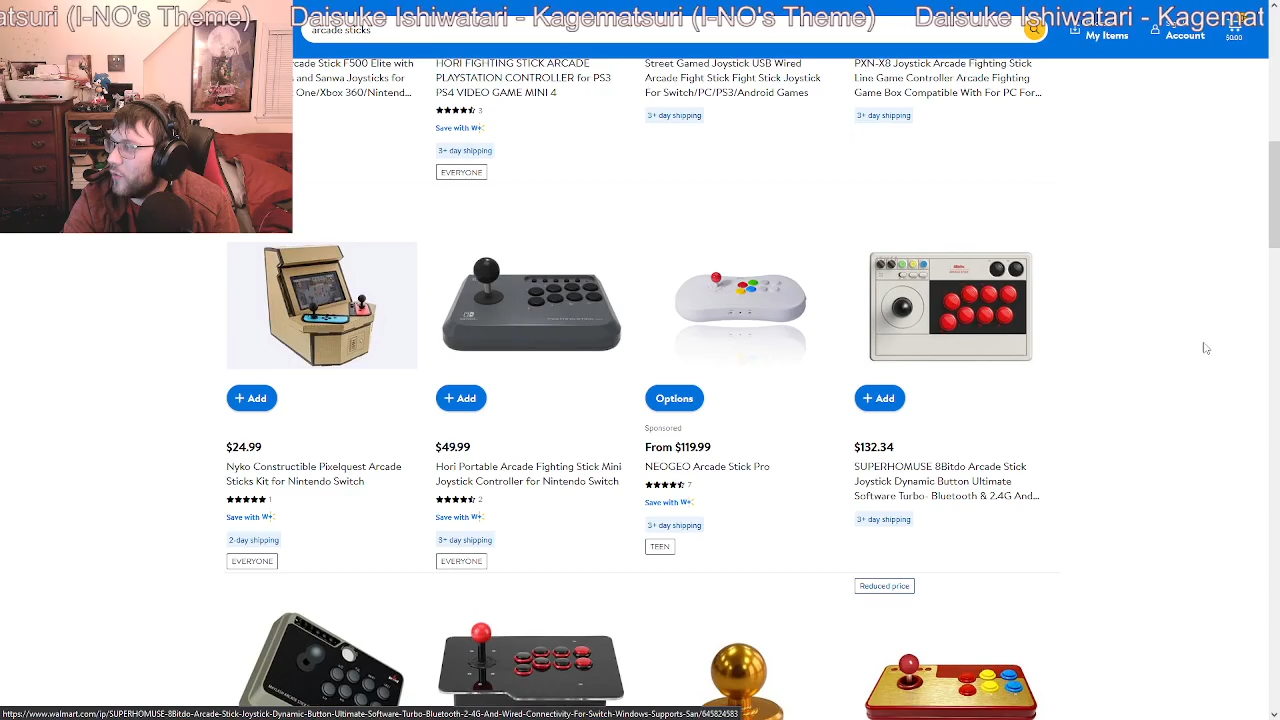 atsuri (I-NO's Theme)
Daisuke Ishiwatari - Kagematsuri (I-NO's Theme)
Daisuke Ishiwatari - Kagemat
arcade sticks
My Items
Account
$0.00
rcade Stick F500 Elite with
and Sanwa Joysticks for
One/Xbox 360/Nintend...
HORI FIGHTING STICK ARCADE
PLAYSTATION CONTROLLER for PS3
PS4 VIDEO GAME MINI 4
3
Save with W+
3+ day shipping
EVERYONE
Street Gamed Joystick USB Wired
Arcade Fight Stick Fight Stick Joystick
For Switch/PC/PS3/Android Games
3+ day shipping
PXN-X8 Joystick Arcade Fighting
Line Game Controller Arcade Fighting
Game Box Compatible With For PC For...
3+ day shipping
+ Add
$24.99
Nyko Constructible Pixelquest Arcade
Sticks Kit for Nintendo Switch
1
Save with W+
2-day shipping
EVERYONE
+ Add
$49.99
Hori Portable Arcade Fighting Stick Mini
Joystick Controller for Nintendo Switch
2
Save with W+
3+ day shipping
EVERYONE
Options
Sponsored
From $119.99
NEOGEO Arcade Stick Pro
7
Save with W+
3+ day shipping
TEEN
+ Add
$132.34
SUPERHOMUSE 8Bitdo Arcade Stick
Joystick Dynamic Button Ultimate
Software Turbo- Bluetooth & 2.4G And...
3+ day shipping
Reduced price
https://www.walmart.com/ip/SUPERHOMUSE-8Bitdo-Arcade-Stick-Joystick-Dynamic-Button-Ultimate-Software-Turbo-Bluetooth-2-4G-And-Wired-Connectivity-For-Switch-Windows-Supports-San/645824583